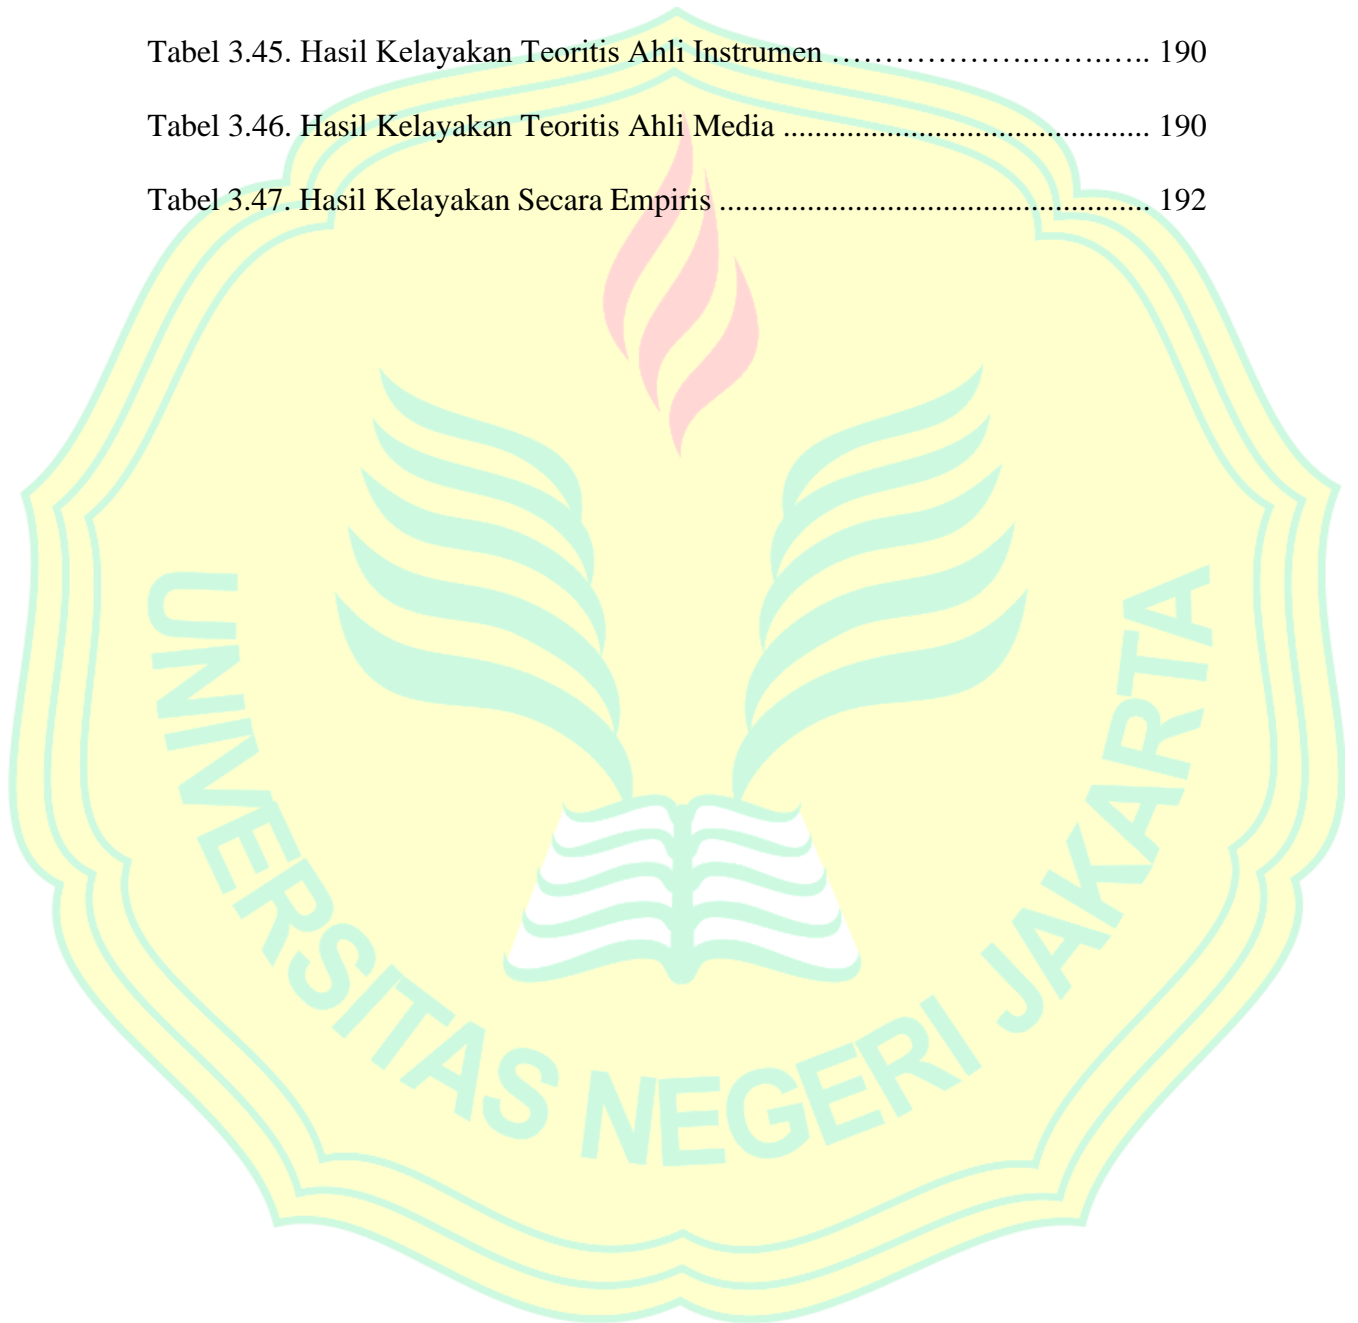 Tabel 3.45. Hasil Kelayakan Teoritis Ahli Instrumen ……………….…….….. 190
Tabel 3.46. Hasil Kelayakan Teoritis Ahli Media ............................................... 190
Tabel 3.47. Hasil Kelayakan Secara Empiris ....................................................... 192
UNIVERSITAS NEGERI JAKARTA